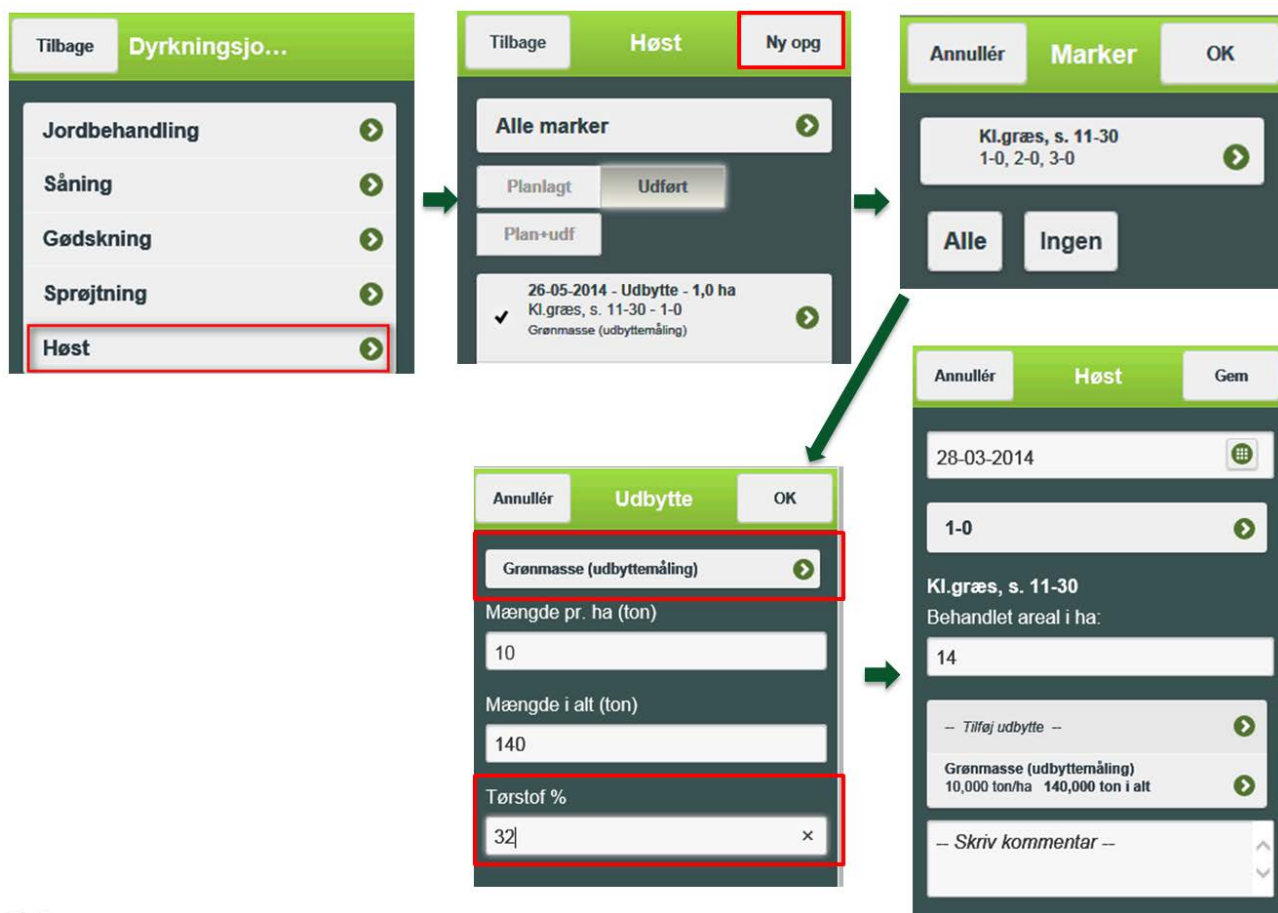 Tilbage
Dyrkningsjo...
Jordbehandling
Såning
Gødskning
Sprøjtning
Høst
Tilbage
Høst
Ny opg
Alle marker
Planlagt
Udført
Plan+udf
26-05-2014 - Udbytte - 1,0 ha
Kl.græs, s. 11-30 - 1-0
Grønmasse (udbyttemåling)
Annullér
Marker
OK
Kl.græs, s. 11-30
1-0, 2-0, 3-0
Alle
Ingen
Annullér
Udbytte
OK
Grønmasse (udbyttemåling)
Mængde pr. ha (ton)
10
Mængde i alt (ton)
140
Tørstof %
32
Annullér
Høst
Gem
28-03-2014
1-0
Kl.græs, s. 11-30
Behandlet areal i ha:
14
-- Tilføj udbytte --
Grønmasse (udbyttemåling)
10,000 ton/ha 140,000 ton i alt
-- Skriv kommentar --